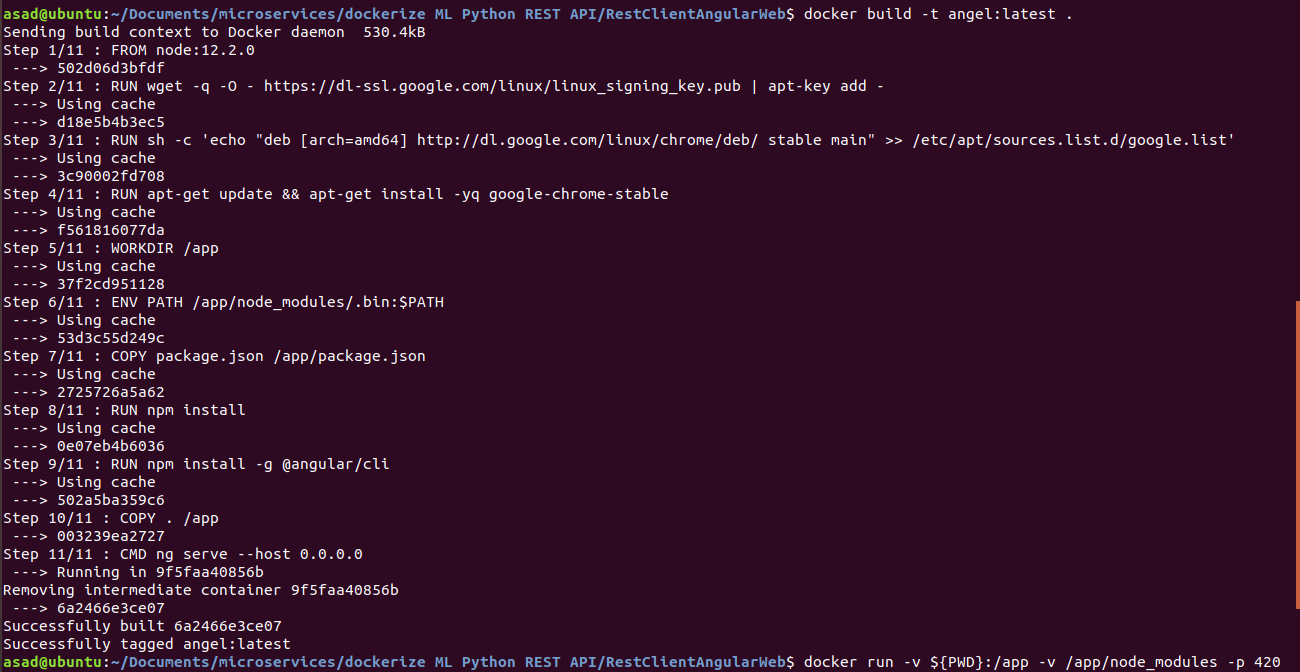 asad@ubuntu:~/Documents/microservices/dockerize ML Python REST API/RestClientAngularWeb$ docker build -t angel:latest .
Sending build context to Docker daemon  530.4kB
Step 1/11 : FROM node:12.2.0
 ---> 502d06d3bfdf
Step 2/11 : RUN wget -q -O - https://dl-ssl.google.com/linux/linux_signing_key.pub | apt-key add -
 ---> Using cache
 ---> d18e5b4b3ec5
Step 3/11 : RUN sh -c 'echo "deb [arch=amd64] http://dl.google.com/linux/chrome/deb/ stable main" >> /etc/apt/sources.list.d/google.list'
 ---> Using cache
 ---> 3c90002fd708
Step 4/11 : RUN apt-get update && apt-get install -yq google-chrome-stable
 ---> Using cache
 ---> f561816077da
Step 5/11 : WORKDIR /app
 ---> Using cache
 ---> 37f2cd951128
Step 6/11 : ENV PATH /app/node_modules/.bin:$PATH
 ---> Using cache
 ---> 53d3c55d249c
Step 7/11 : COPY package.json /app/package.json
 ---> Using cache
 ---> 2725726a5a62
Step 8/11 : RUN npm install
 ---> Using cache
 ---> 0e07eb4b6036
Step 9/11 : RUN npm install -g @angular/cli
 ---> Using cache
 ---> 502a5ba359c6
Step 10/11 : COPY . /app
 ---> 003239ea2727
Step 11/11 : CMD ng serve --host 0.0.0.0
 ---> Running in 9f5faa40856b
Removing intermediate container 9f5faa40856b
 ---> 6a2466e3ce07
Successfully built 6a2466e3ce07
Successfully tagged angel:latest
asad@ubuntu:~/Documents/microservices/dockerize ML Python REST API/RestClientAngularWeb$ docker run -v ${PWD}:/app -v /app/node_modules -p 420